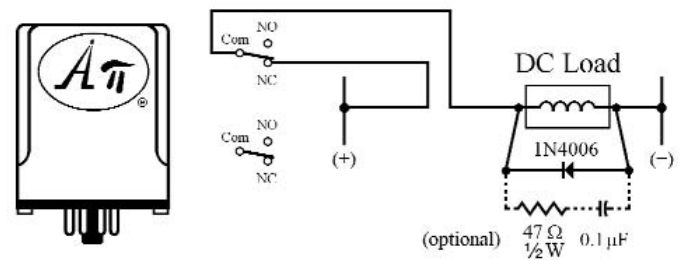 Aπ
®
NO
Com
NC
NO
Com
NC
(+)
DC Load
1N4006
(−)
(optional)
47 Ω
½ W
0.1 µF